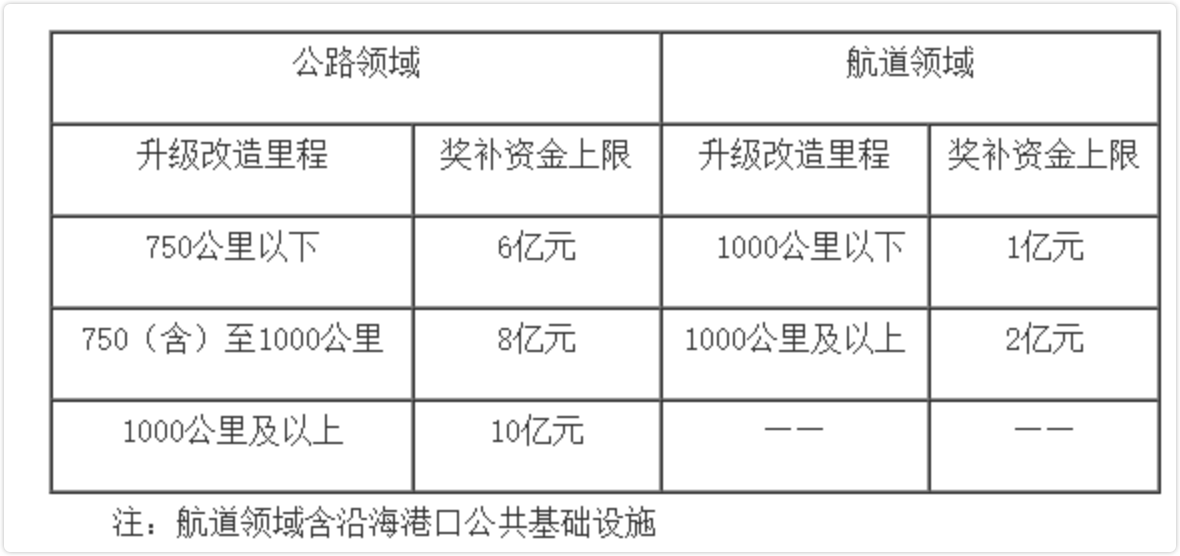 公路领域 航道领域
升级改造里程 奖补资金上限 升级改造里程 奖补资金上限
750公里以下 6亿元 1000公里以下 1亿元
750（含）至1000公里 8亿元 1000公里及以上 2亿元
1000公里及以上 10亿元 —— ——
注：航道领域含沿海港口公共基础设施